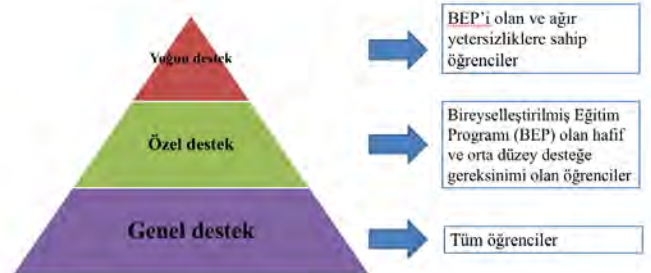 Yoğun destek
BEP'i olan ve ağır
yetersizliklere sahip
öğrenciler
Özel destek
Bireyselleştirilmiş Eğitim
Programı (BEP) olan hafif
ve orta düzey desteğe
gereksinimi olan öğrenciler
Genel destek
Tüm öğrenciler